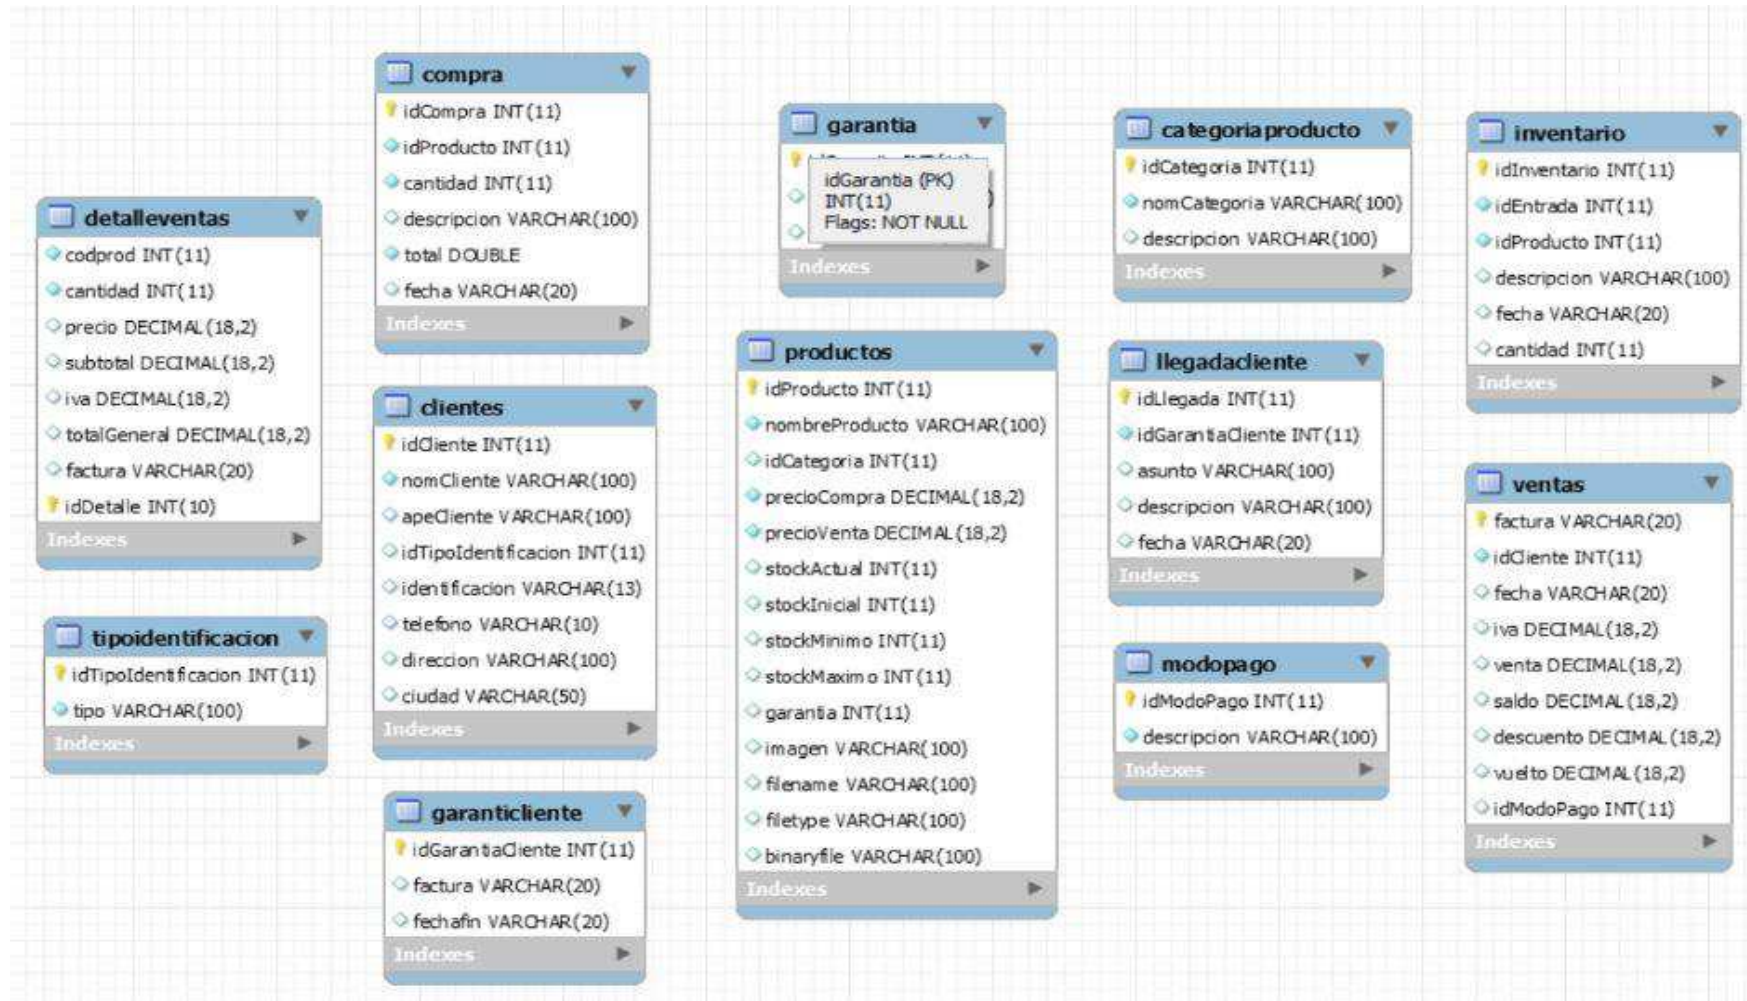 compra
idCompra INT(11)
idProducto INT(11)
cantidad INT(11)
descripcion VARCHAR(100)
total DOUBLE
fecha VARCHAR(20)
Indexes
garantia
idGarantia (PK)
INT(11)
Flags: NOT NULL
Indexes
categoriaproducto
idCategoria INT(11)
nomCategoria VARCHAR(100)
descripcion VARCHAR(100)
Indexes
inventario
idInventario INT(11)
idEntrada INT(11)
idProducto INT(11)
descripcion VARCHAR(100)
fecha VARCHAR(20)
cantidad INT(11)
Indexes
detalleventas
codprod INT(11)
cantidad INT(11)
precio DECIMAL(18,2)
subtotal DECIMAL(18,2)
iva DECIMAL(18,2)
totalGeneral DECIMAL(18,2)
factura VARCHAR(20)
idDetalle INT(10)
Indexes
clientes
idCliente INT(11)
nomCliente VARCHAR(100)
apeCliente VARCHAR(100)
idTipoIdentificacion INT(11)
identificacion VARCHAR(13)
telefono VARCHAR(10)
direccion VARCHAR(100)
ciudad VARCHAR(50)
Indexes
productos
idProducto INT(11)
nombreProducto VARCHAR(100)
idCategoria INT(11)
precioCompra DECIMAL(18,2)
precioVenta DECIMAL(18,2)
stockActual INT(11)
stockInicial INT(11)
stockMinimo INT(11)
stockMaximo INT(11)
garantia INT(11)
imagen VARCHAR(100)
filename VARCHAR(100)
filetype VARCHAR(100)
binaryfile VARCHAR(100)
Indexes
llegadacliente
idLlegada INT(11)
idGarantiaCliente INT(11)
asunto VARCHAR(100)
descripcion VARCHAR(100)
fecha VARCHAR(20)
Indexes
ventas
factura VARCHAR(20)
idCliente INT(11)
fecha VARCHAR(20)
iva DECIMAL(18,2)
venta DECIMAL(18,2)
saldo DECIMAL(18,2)
descuento DECIMAL(18,2)
vuelto DECIMAL(18,2)
idModoPago INT(11)
Indexes
tipoidentificacion
idTipoIdentificacion INT(11)
tipo VARCHAR(100)
Indexes
modopago
idModoPago INT(11)
descripcion VARCHAR(100)
Indexes
garanticliente
idGarantiaCliente INT(11)
factura VARCHAR(20)
fechafin VARCHAR(20)
Indexes